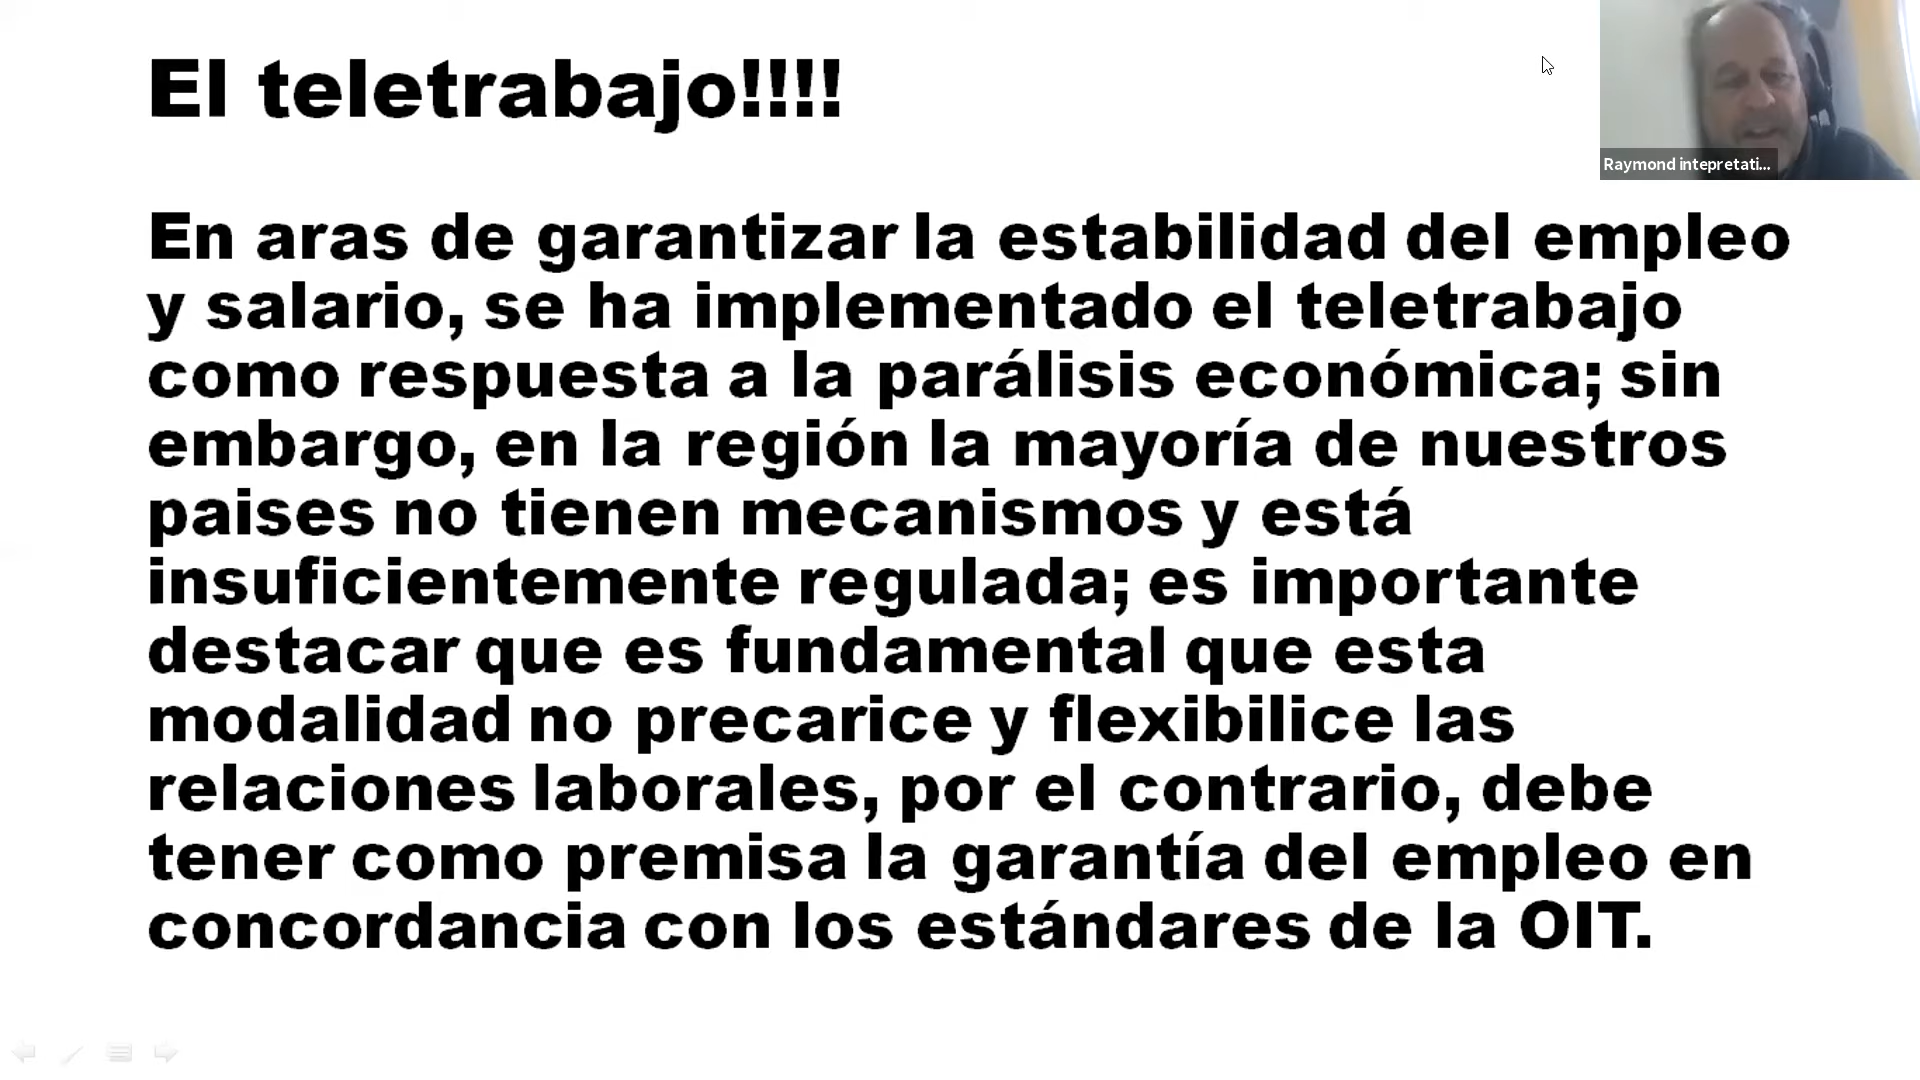 El teletrabajo!!!!
Raymond intepretati...
En aras de garantizar la estabilidad del empleo
y salario, se ha implementado el teletrabajo
como respuesta a la parálisis económica; sin
embargo, en la región la mayoría de nuestros
paises no tienen mecanismos y está
insuficientemente regulada; es importante
destacar que es fundamental que esta
modalidad no precarice y flexibilice las
relaciones laborales, por el contrario, debe
tener como premisa la garantía del empleo en
concordancia con los estándares de la OIT.